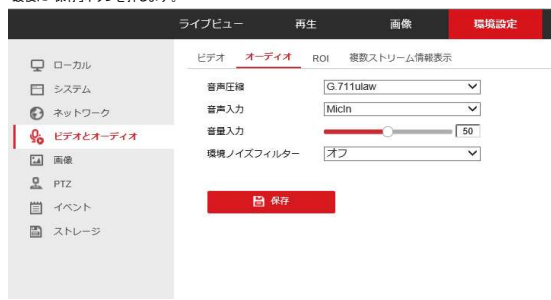 ライブビュー 再生 画像 環境設定
ビデオ オーディオ ROI 複数ストリーム情報表示
ローカル
システム
ネットワーク
ビデオとオーディオ
画像
PTZ
イベント
ストレージ
音声圧縮 G.711ulaw
音声入力 MicIn
音量入力 50
環境ノイズフィルター オフ
保存